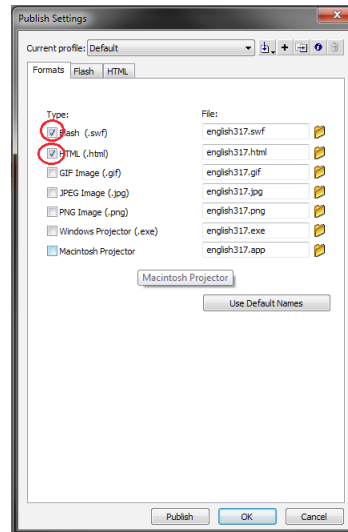 Publish Settings
Current profile: Default
Formats Flash HTML
Type: File:
Flash (.swf) english317.swf
HTML (.html) english317.html
GIF Image (.gif) english317.gif
JPEG Image (.jpg) english317.jpg
PNG Image (.png) english317.png
Windows Projector (.exe) english317.exe
Macintosh Projector english317.app
Macintosh Projector
Use Default Names
Publish OK Cancel